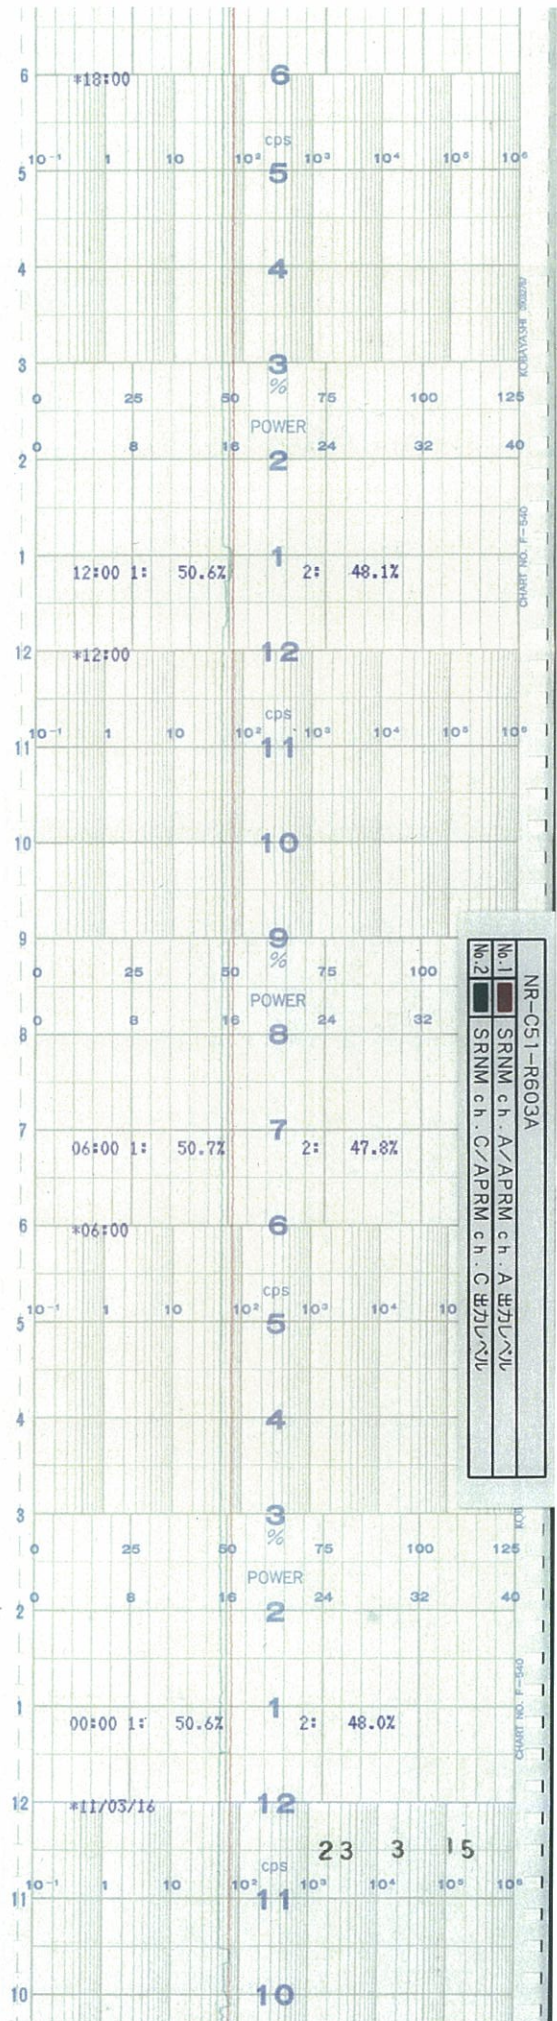 6 *18:00 6
cps
10⁻¹ 1 10 10² 10³ 10⁴ 10⁵ 10⁶
5 5
4 4
KOBAYASHI
3 3
%
0 25 50 75 100 125
POWER
0 8 16 24 32 40
2 2
CHART NO. F-540
1 1
12:00 1: 50.6% 2: 48.1%
12 *12:00 12
cps
10⁻¹ 1 10 10² 10³ 10⁴ 10⁵ 10⁶
11 11
10 10
9 9
%
0 25 50 75 100
POWER
0 8 16 24 32
8 8
7 7
06:00 1: 50.7% 2: 47.8%
6 *06:00 6
cps
10⁻¹ 1 10 10² 10³ 10⁴ 10
5 5
4 4
3 3
%
0 25 50 75 100 125
POWER
0 8 16 24 32 40
2 2
CHART NO. F-540
1 1
00:00 1: 50.6% 2: 48.0%
12 *11/03/16 12
23 3 15
cps
10⁻¹ 1 10 10² 10³ 10⁴ 10⁵ 10⁶
11 11
10 10
NR-C51-R603A
No.1 SRNM ch.A/APRM ch.A 出力レベル
No.2 SRNM ch.C/APRM ch.C 出力レベル